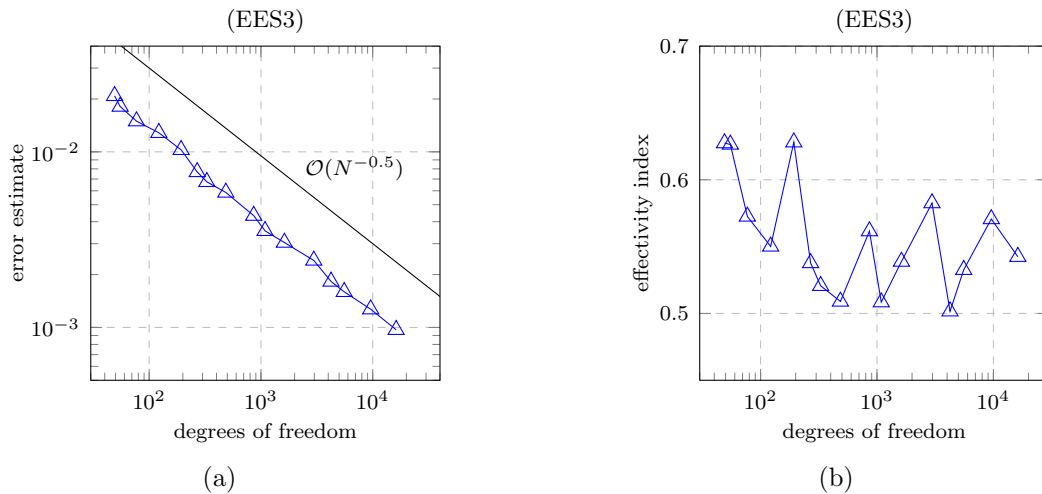 (EES3)
error estimate
10^{-2}
10^{-3}
$\mathcal{O}(N^{-0.5})$
10^2
10^3
10^4
degrees of freedom
(a)
(EES3)
effectivity index
0.7
0.6
0.5
10^2
10^3
10^4
degrees of freedom
(b)